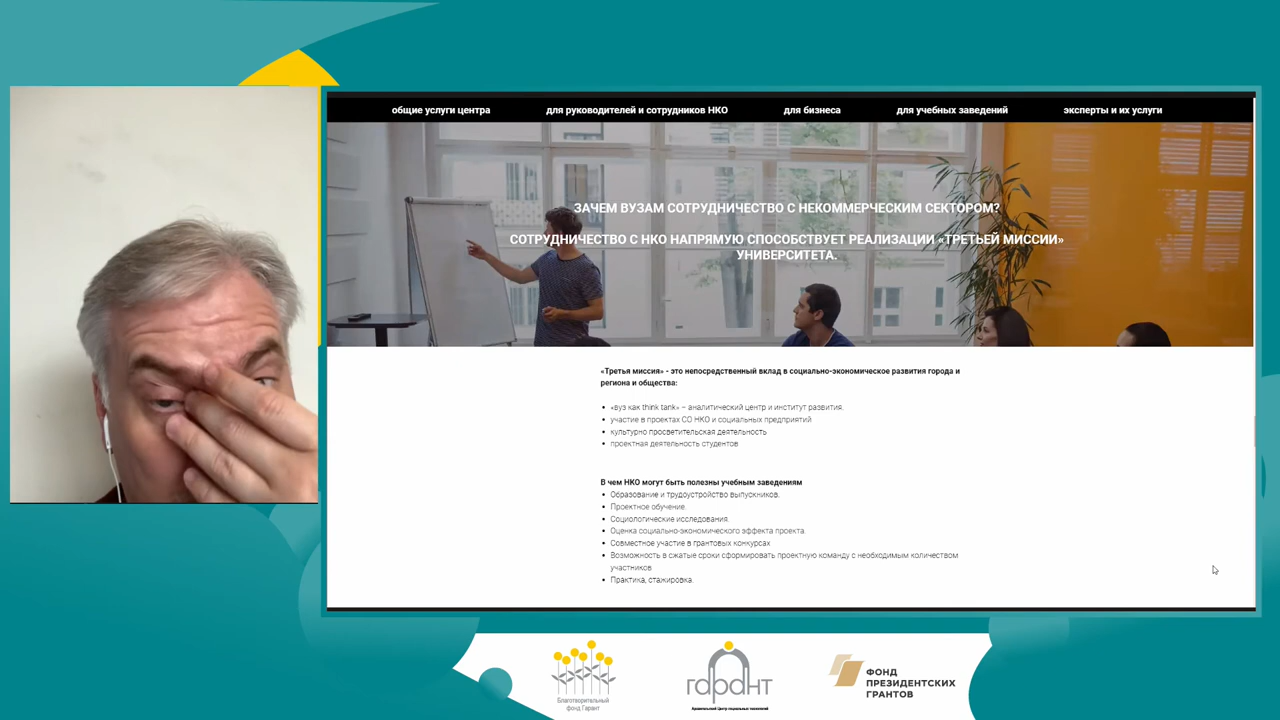 общие услуги центра
для руководителей и сотрудников НКО
для бизнеса
для учебных заведений
эксперты и их услуги
ЗАЧЕМ ВУЗАМ СОТРУДНИЧЕСТВО С НЕКОММЕРЧЕСКИМ СЕКТОРОМ?
СОТРУДНИЧЕСТВО С НКО НАПРЯМУЮ СПОСОБСТВУЕТ РЕАЛИЗАЦИИ «ТРЕТЬЕЙ МИССИИ»
УНИВЕРСИТЕТА.
«Третья миссия» - это непосредственный вклад в социально-экономическое развития города и
региона и общества:
• «вуз как think tank» – аналитический центр и институт развития.
• участие в проектах СО НКО и социальных предприятий
• культурно просветительская деятельность
• проектная деятельность студентов
В чем НКО могут быть полезны учебным заведениям
• Образование и трудоустройство выпускников.
• Проектное обучение.
• Социологические исследования.
• Оценка социально-экономического эффекта проекта
• Совместное участие в грантовых конкурсах
• Возможность в сжатые сроки сформировать проектную команду с необходимым количеством
участников
• Практика, стажировка.
Благотворительный
фонд Гарант
гарант
Архангельский Центр социальных технологий
ФОНД
ПРЕЗИДЕНТСКИХ
ГРАНТОВ